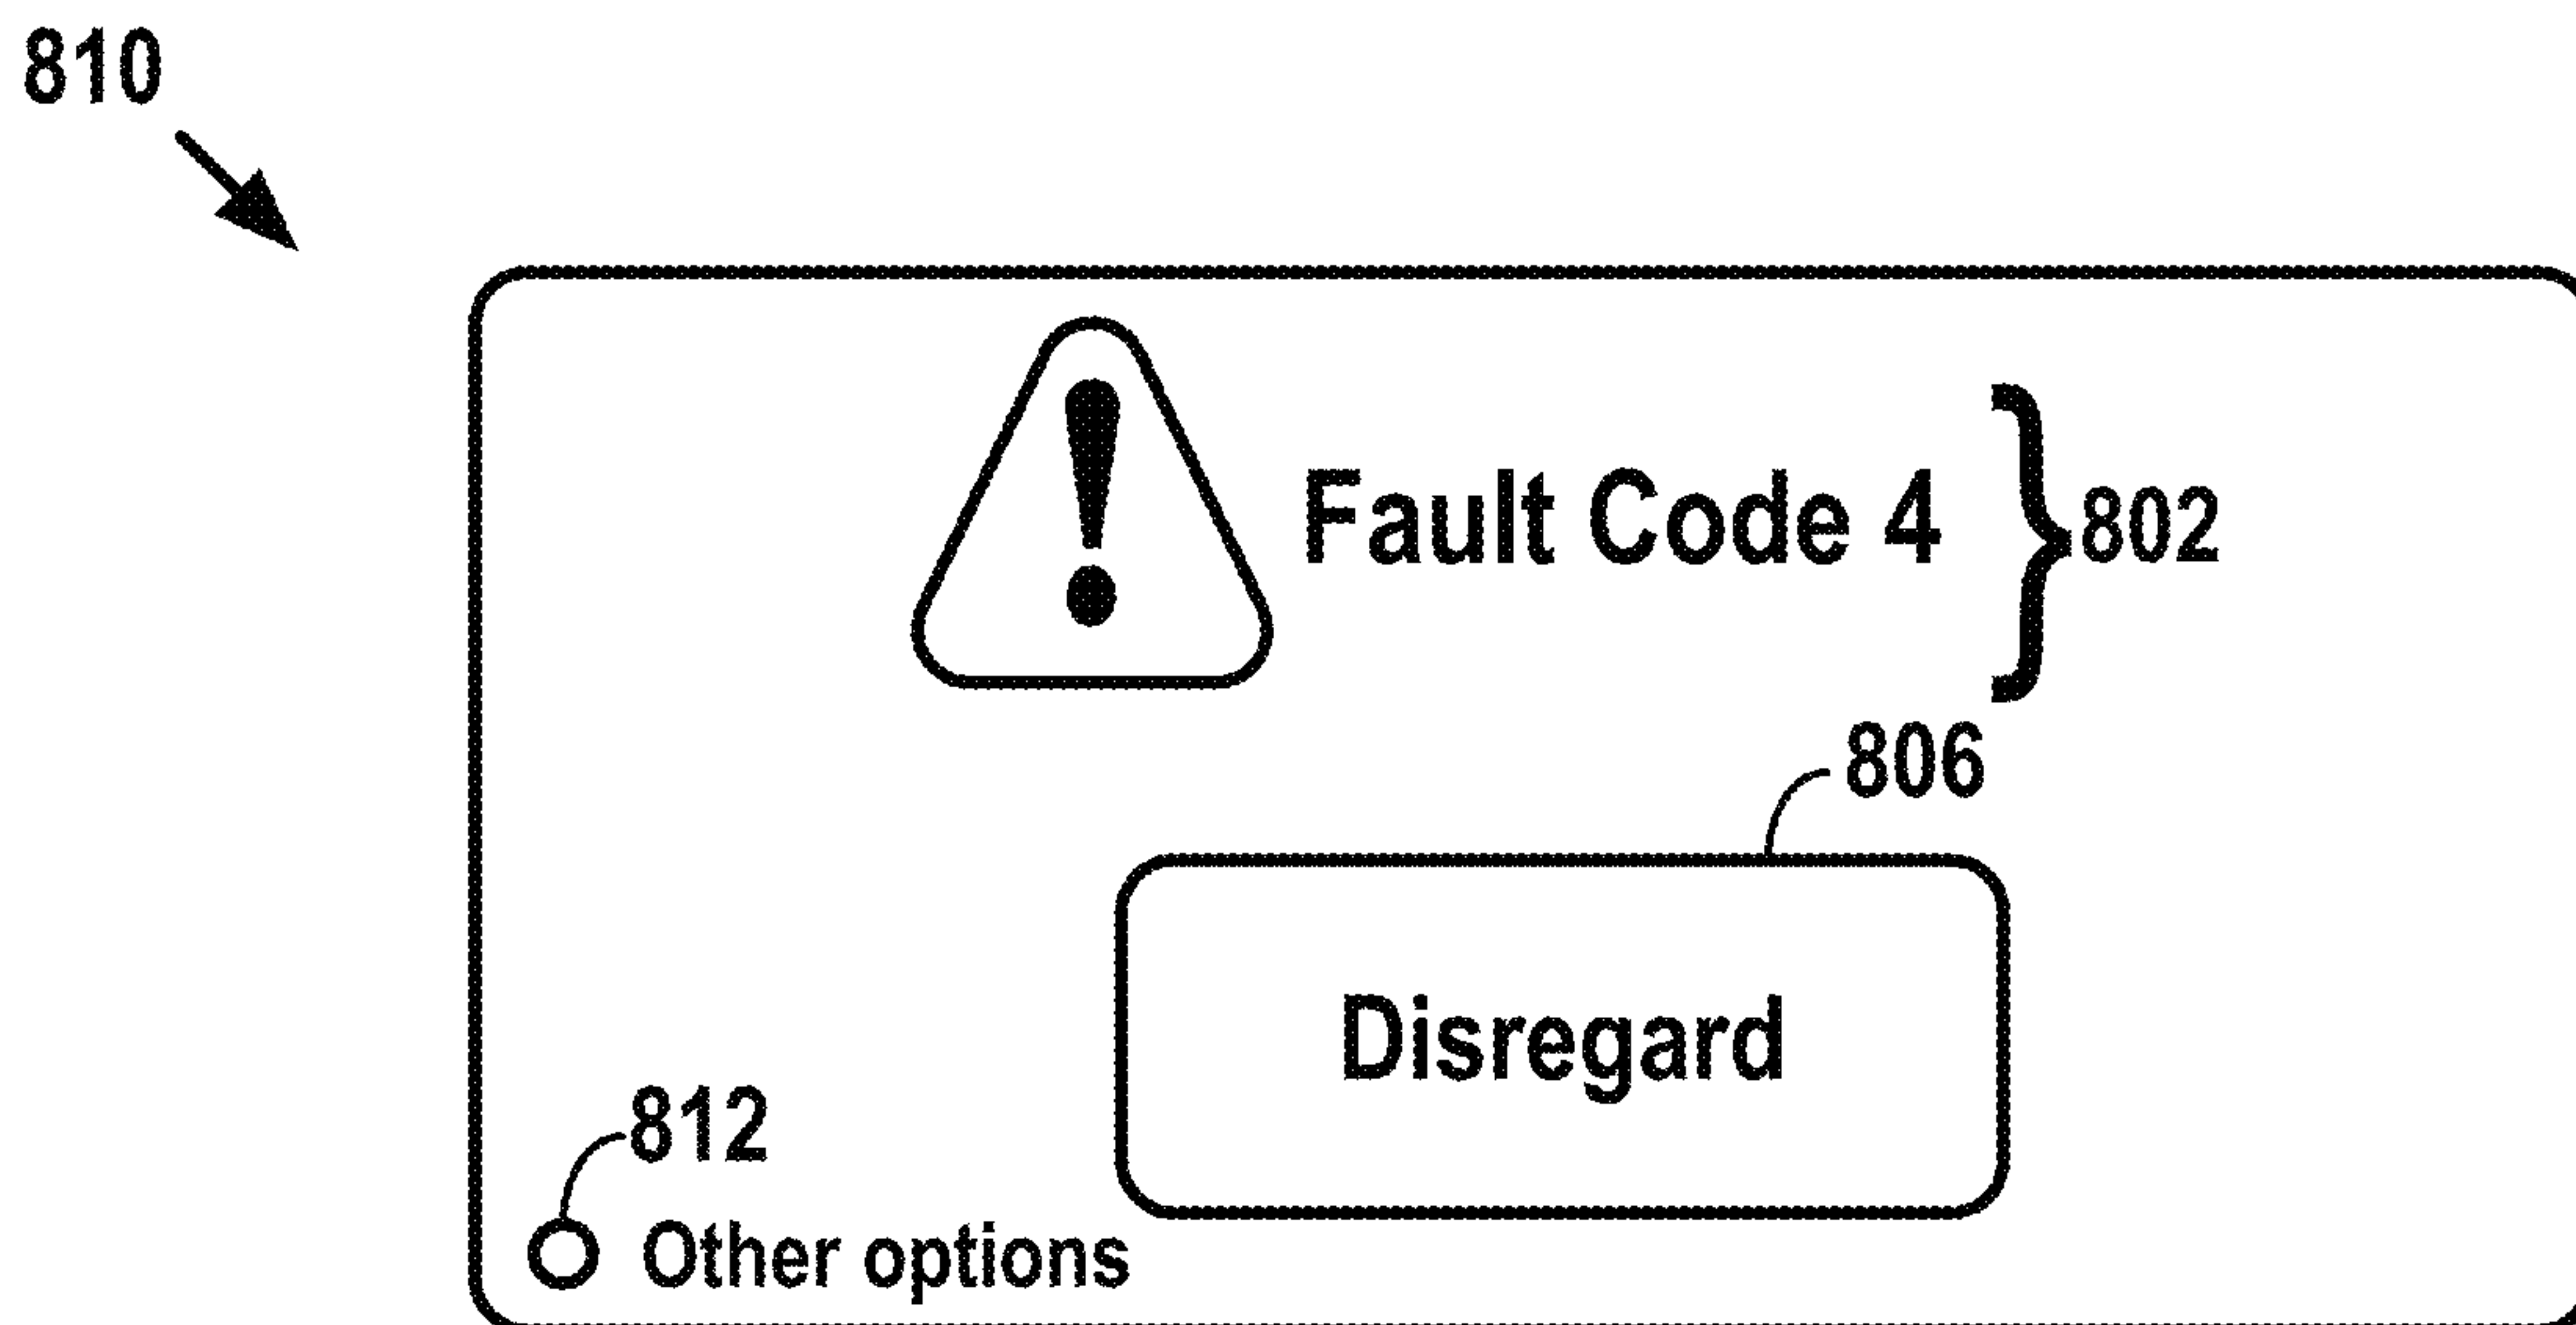 810
! Fault Code 4 } 802
806
Disregard
812
Other options